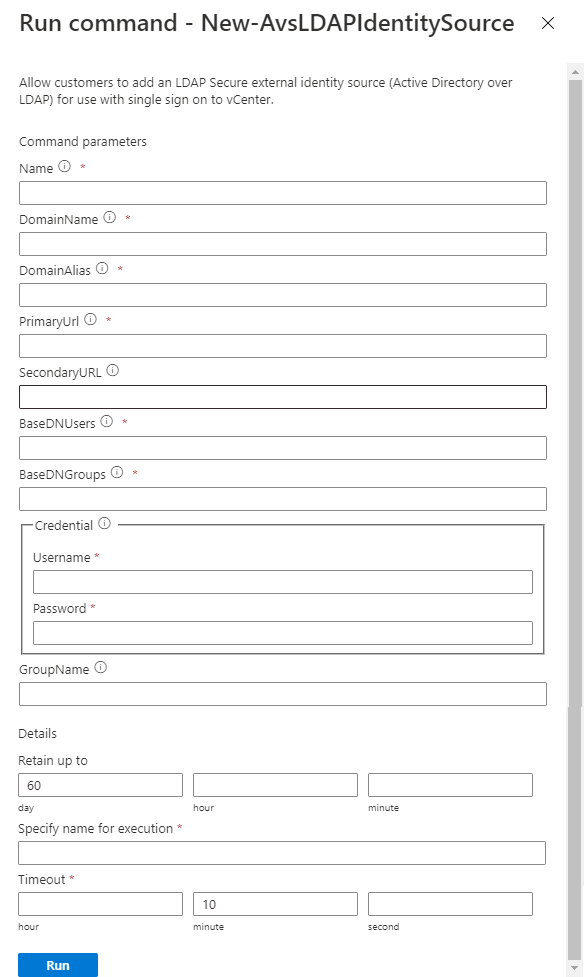 Run command - New-AvsLDAPIdentitySource
Allow customers to add an LDAP Secure external identity source (Active Directory over
LDAP) for use with single sign on to vCenter.
Command parameters
Name *
DomainName *
DomainAlias *
PrimaryUrl *
SecondaryURL
BaseDNUsers *
BaseDNGroups *
Credential
Username *
Password *
GroupName
Details
Retain up to
60
day hour minute
Specify name for execution *
Timeout *
10
hour minute second
Run